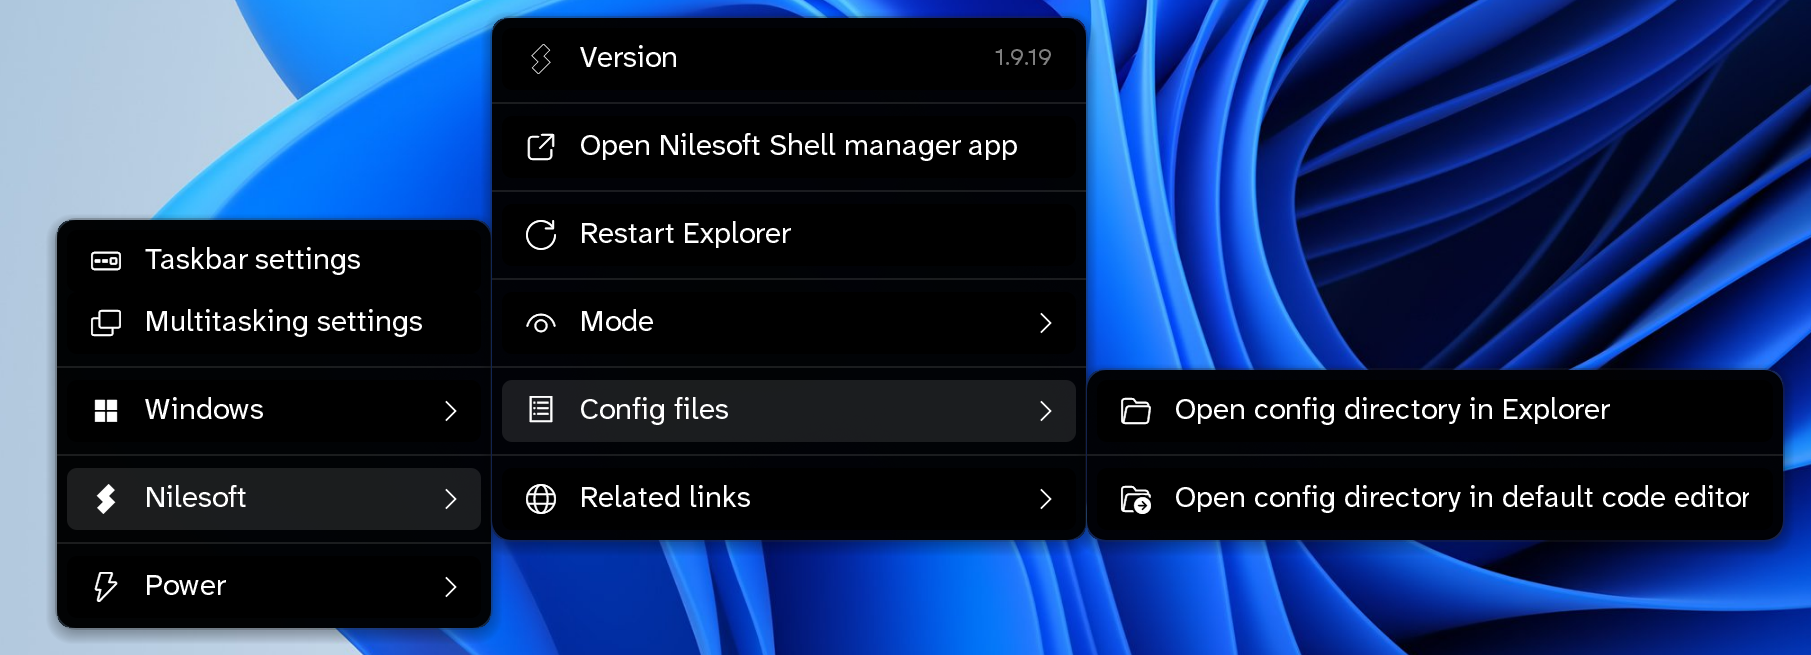 Taskbar settings
Multitasking settings
Windows
Nilesoft
Power
Version 1.9.19
Open Nilesoft Shell manager app
Restart Explorer
Mode
Config files
Related links
Open config directory in Explorer
Open config directory in default code editor